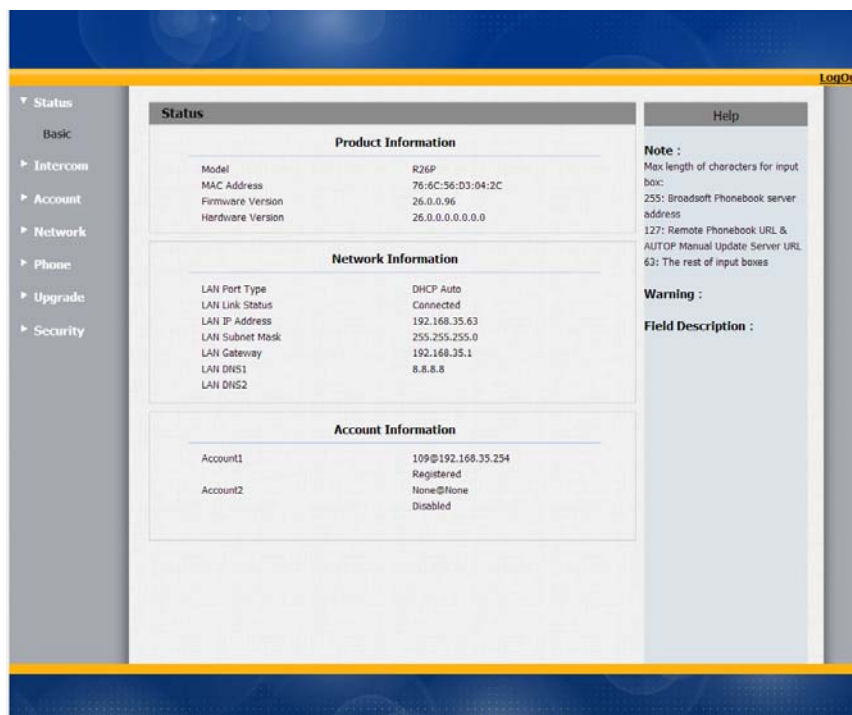 LogOu
Status
Basic
Intercom
Account
Network
Phone
Upgrade
Security
Status
Product Information
Model R26P
MAC Address 76:6C:56:D3:04:2C
Firmware Version 26.0.0.96
Hardware Version 26.0.0.0.0.0.0.0
Network Information
LAN Port Type DHCP Auto
LAN Link Status Connected
LAN IP Address 192.168.35.63
LAN Subnet Mask 255.255.255.0
LAN Gateway 192.168.35.1
LAN DNS1 8.8.8.8
LAN DNS2
Account Information
Account1 109@192.168.35.254
Registered
Account2 None@None
Disabled
Help
Note :
Max length of characters for input
box:
255: Broadsoft Phonebook server
address
127: Remote Phonebook URL &
AUTOP Manual Update Server URL
63: The rest of input boxes
Warning :
Field Description :